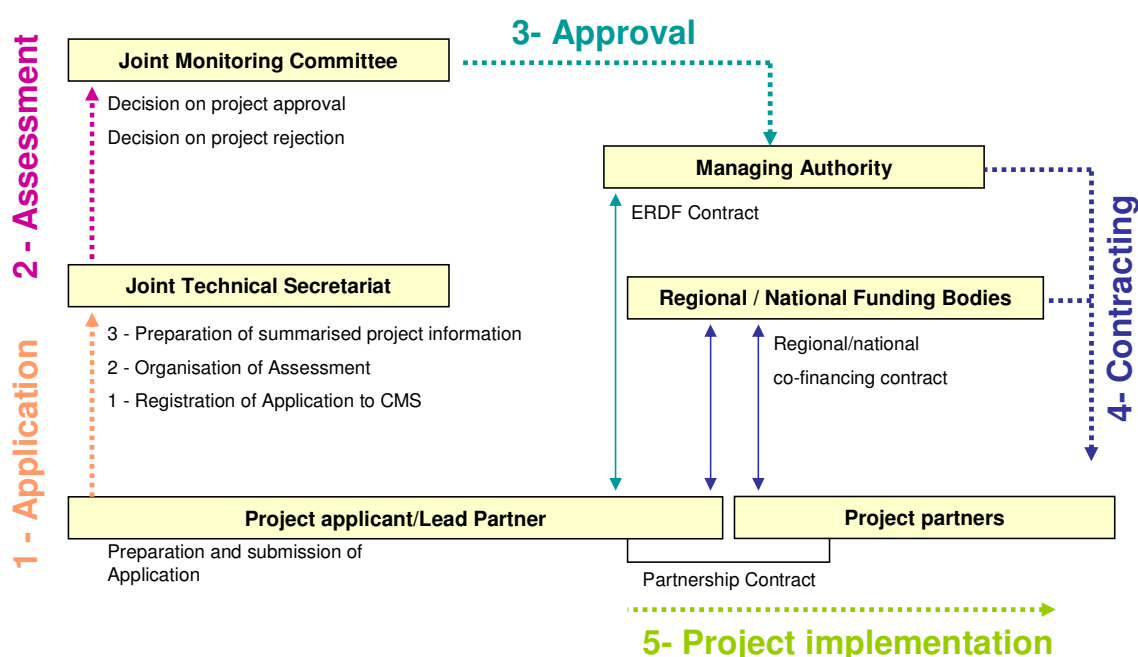 3- Approval
2 - Assessment
Joint Monitoring Committee
Decision on project approval
Decision on project rejection
Managing Authority
ERDF Contract
4- Contracting
Joint Technical Secretariat
3 - Preparation of summarised project information
2 - Organisation of Assessment
1 - Registration of Application to CMS
Regional / National Funding Bodies
Regional/national
co-financing contract
1 - Application
Project applicant/Lead Partner
Project partners
Preparation and submission of
Application
Partnership Contract
5- Project implementation